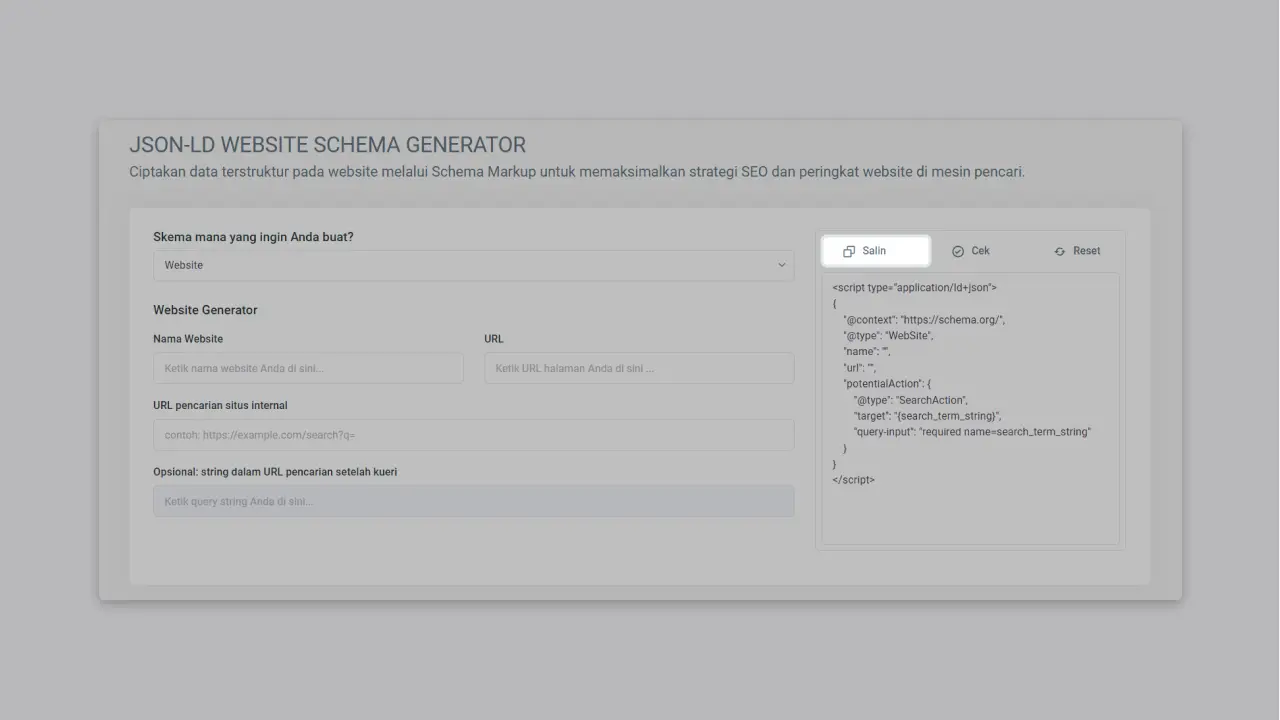 JSON-LD WEBSITE SCHEMA GENERATOR
Ciptakan data terstruktur pada website melalui Schema Markup untuk memaksimalkan strategi SEO dan peringkat website di mesin pencari.
Skema mana yang ingin Anda buat?
Website
Website Generator
Nama Website
URL
Ketik nama website Anda di sini...
Ketik URL halaman Anda di sini ...
URL pencarian situs internal
contoh: https://example.com/search?q=
Opsional: string dalam URL pencarian setelah kueri
Ketik query string Anda di sini...
Salin
Cek
Reset
<script type="application/ld+json">
{
"@context": "https://schema.org/",
"@type": "WebSite",
"name": "",
"url": "",
"potentialAction": {
"@type": "SearchAction",
"target": "{search_term_string}",
"query-input": "required name=search_term_string"
}
}
</script>